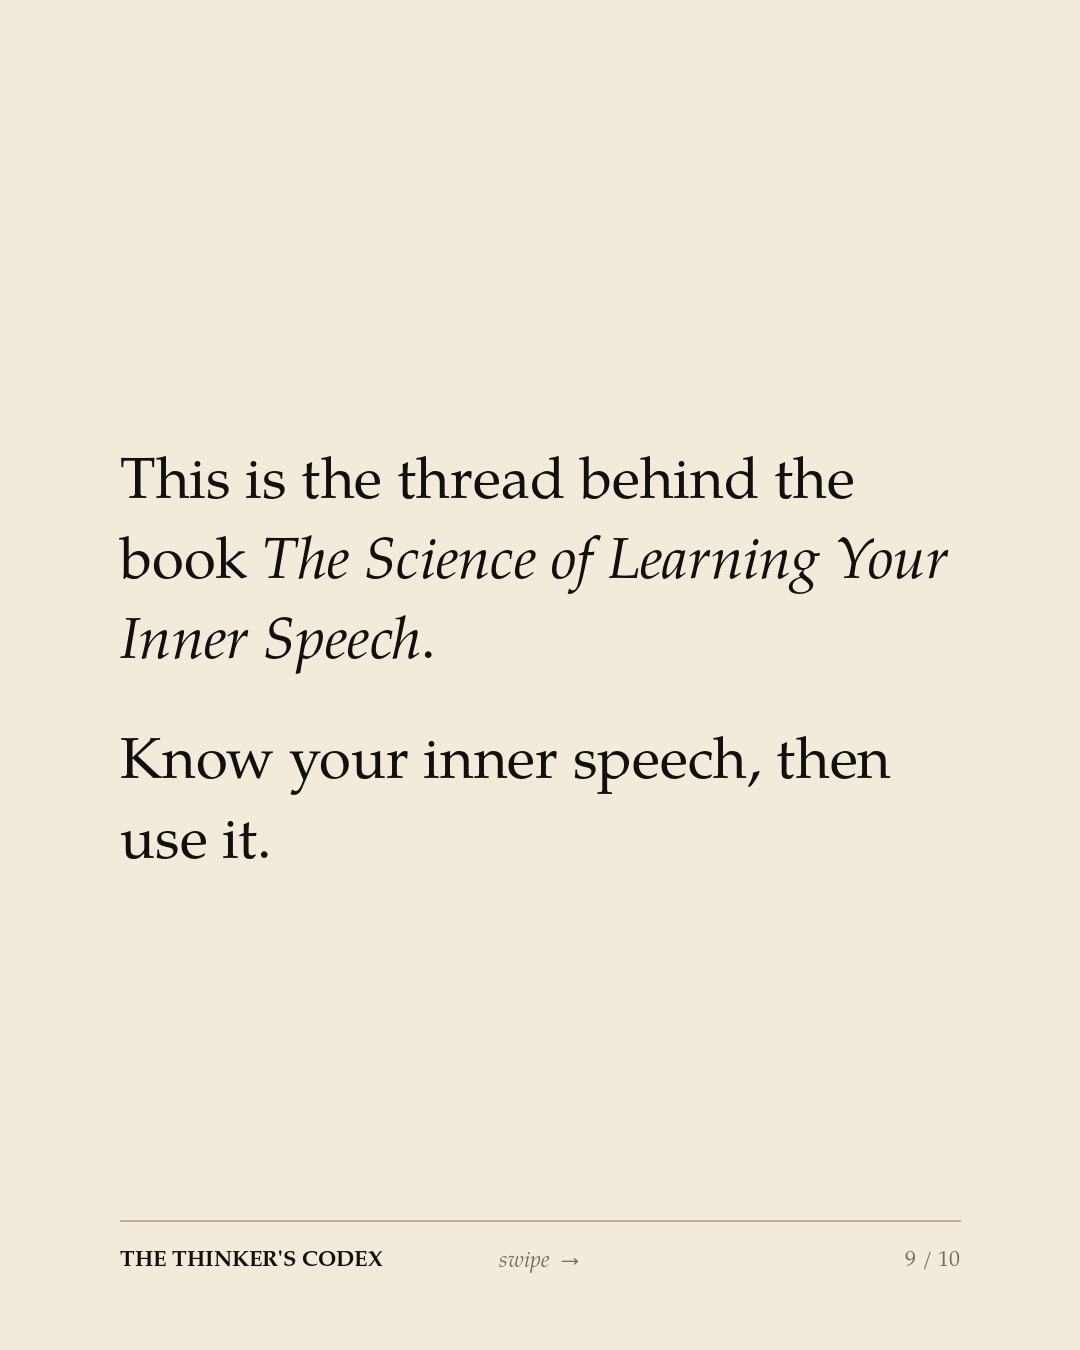 This is the thread behind the
book The Science of Learning Your
Inner Speech.
Know your inner speech, then
use it.
THE THINKER'S CODEX
swipe →
9 / 10